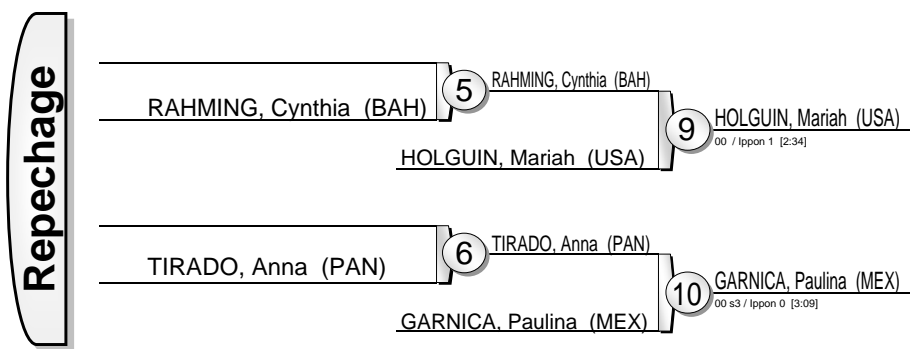 Repechage
RAHMING, Cynthia (BAH)
5
RAHMING, Cynthia (BAH)
HOLGUIN, Mariah (USA)
9
HOLGUIN, Mariah (USA)
00 / Ippon 1 [2:34]
TIRADO, Anna (PAN)
6
TIRADO, Anna (PAN)
GARNICA, Paulina (MEX)
10
GARNICA, Paulina (MEX)
00 s3 / Ippon 0 [3:09]